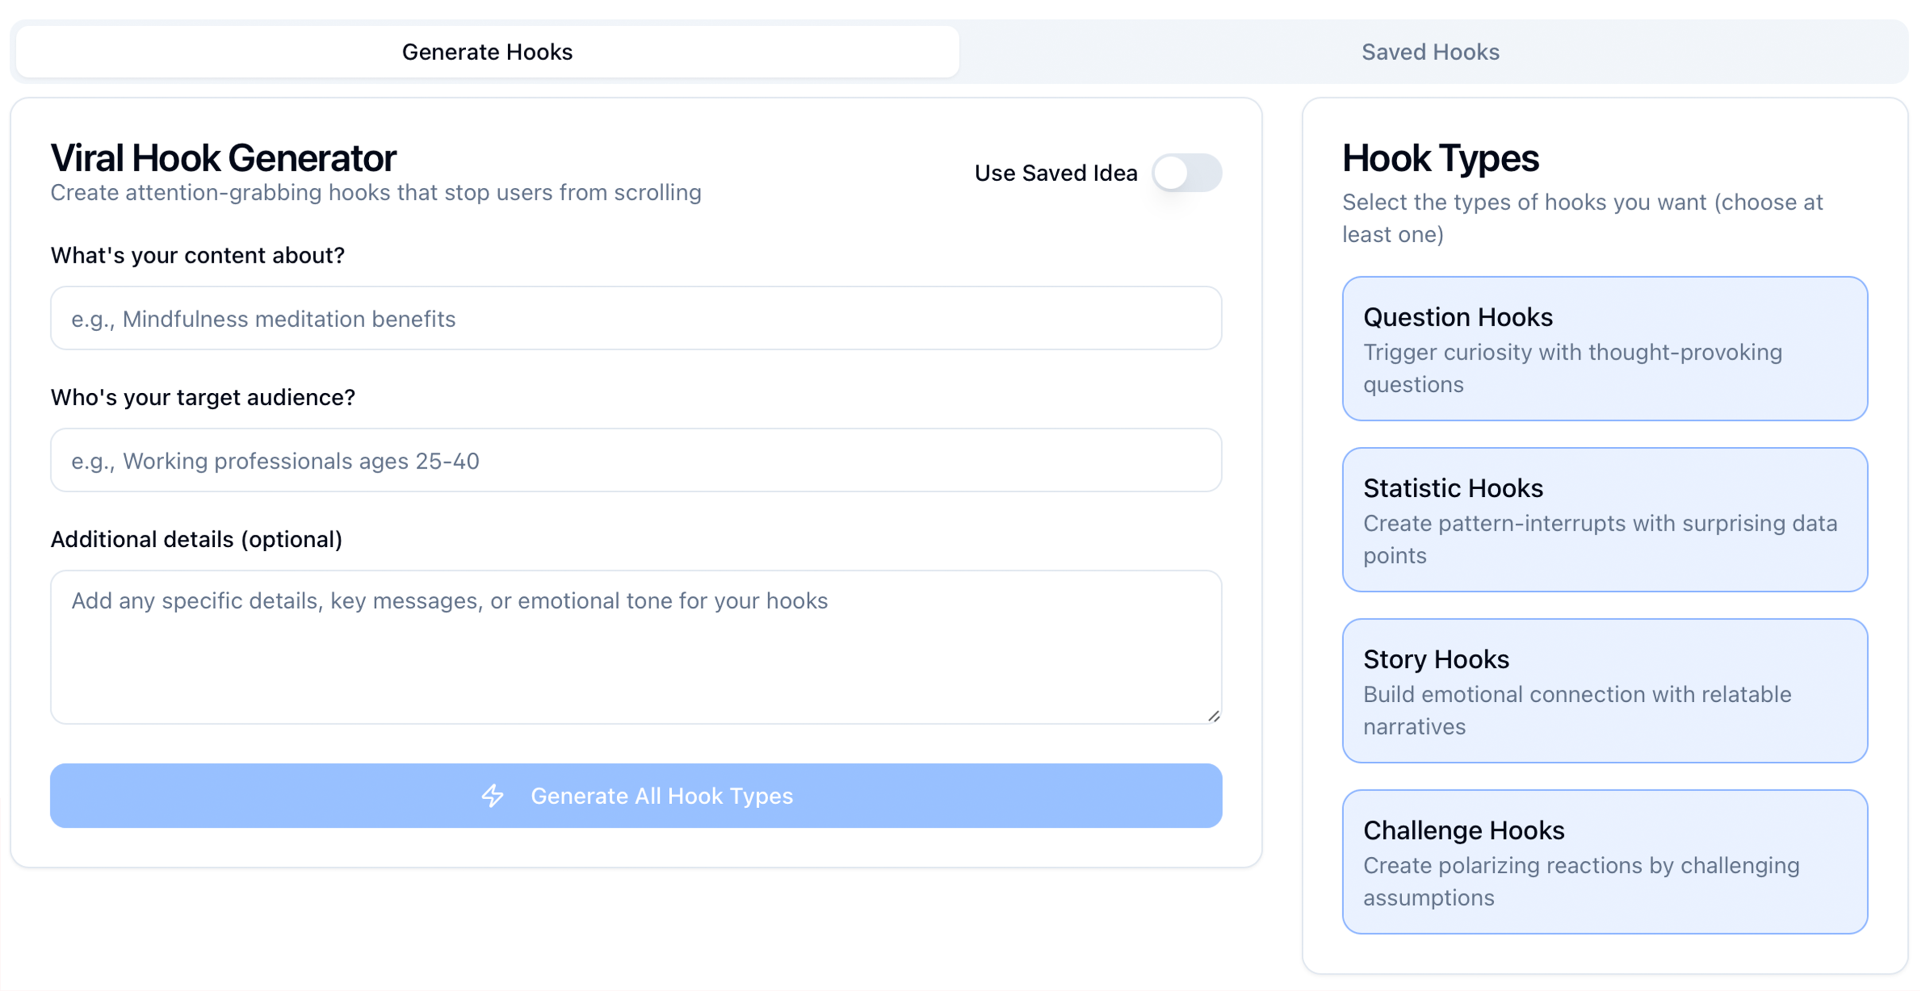 Generate Hooks
Saved Hooks
Viral Hook Generator
Create attention-grabbing hooks that stop users from scrolling
Use Saved Idea
What's your content about?
e.g., Mindfulness meditation benefits
Who's your target audience?
e.g., Working professionals ages 25-40
Additional details (optional)
Add any specific details, key messages, or emotional tone for your hooks
Generate All Hook Types
Hook Types
Select the types of hooks you want (choose at
least one)
Question Hooks
Trigger curiosity with thought-provoking
questions
Statistic Hooks
Create pattern-interrupts with surprising data
points
Story Hooks
Build emotional connection with relatable
narratives
Challenge Hooks
Create polarizing reactions by challenging
assumptions